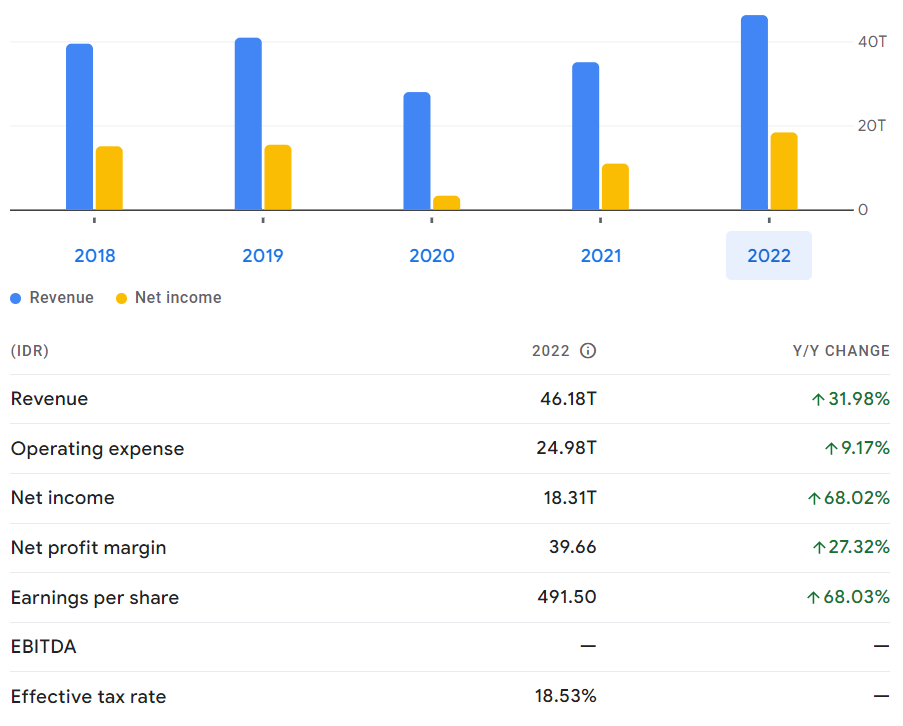 40T
20T
0
2018 2019 2020 2021 2022
Revenue Net income
(IDR) 2022 Y/Y CHANGE
Revenue 46.18T ↑31.98%
Operating expense 24.98T ↑9.17%
Net income 18.31T ↑68.02%
Net profit margin 39.66 ↑27.32%
Earnings per share 491.50 ↑68.03%
EBITDA — —
Effective tax rate 18.53% —